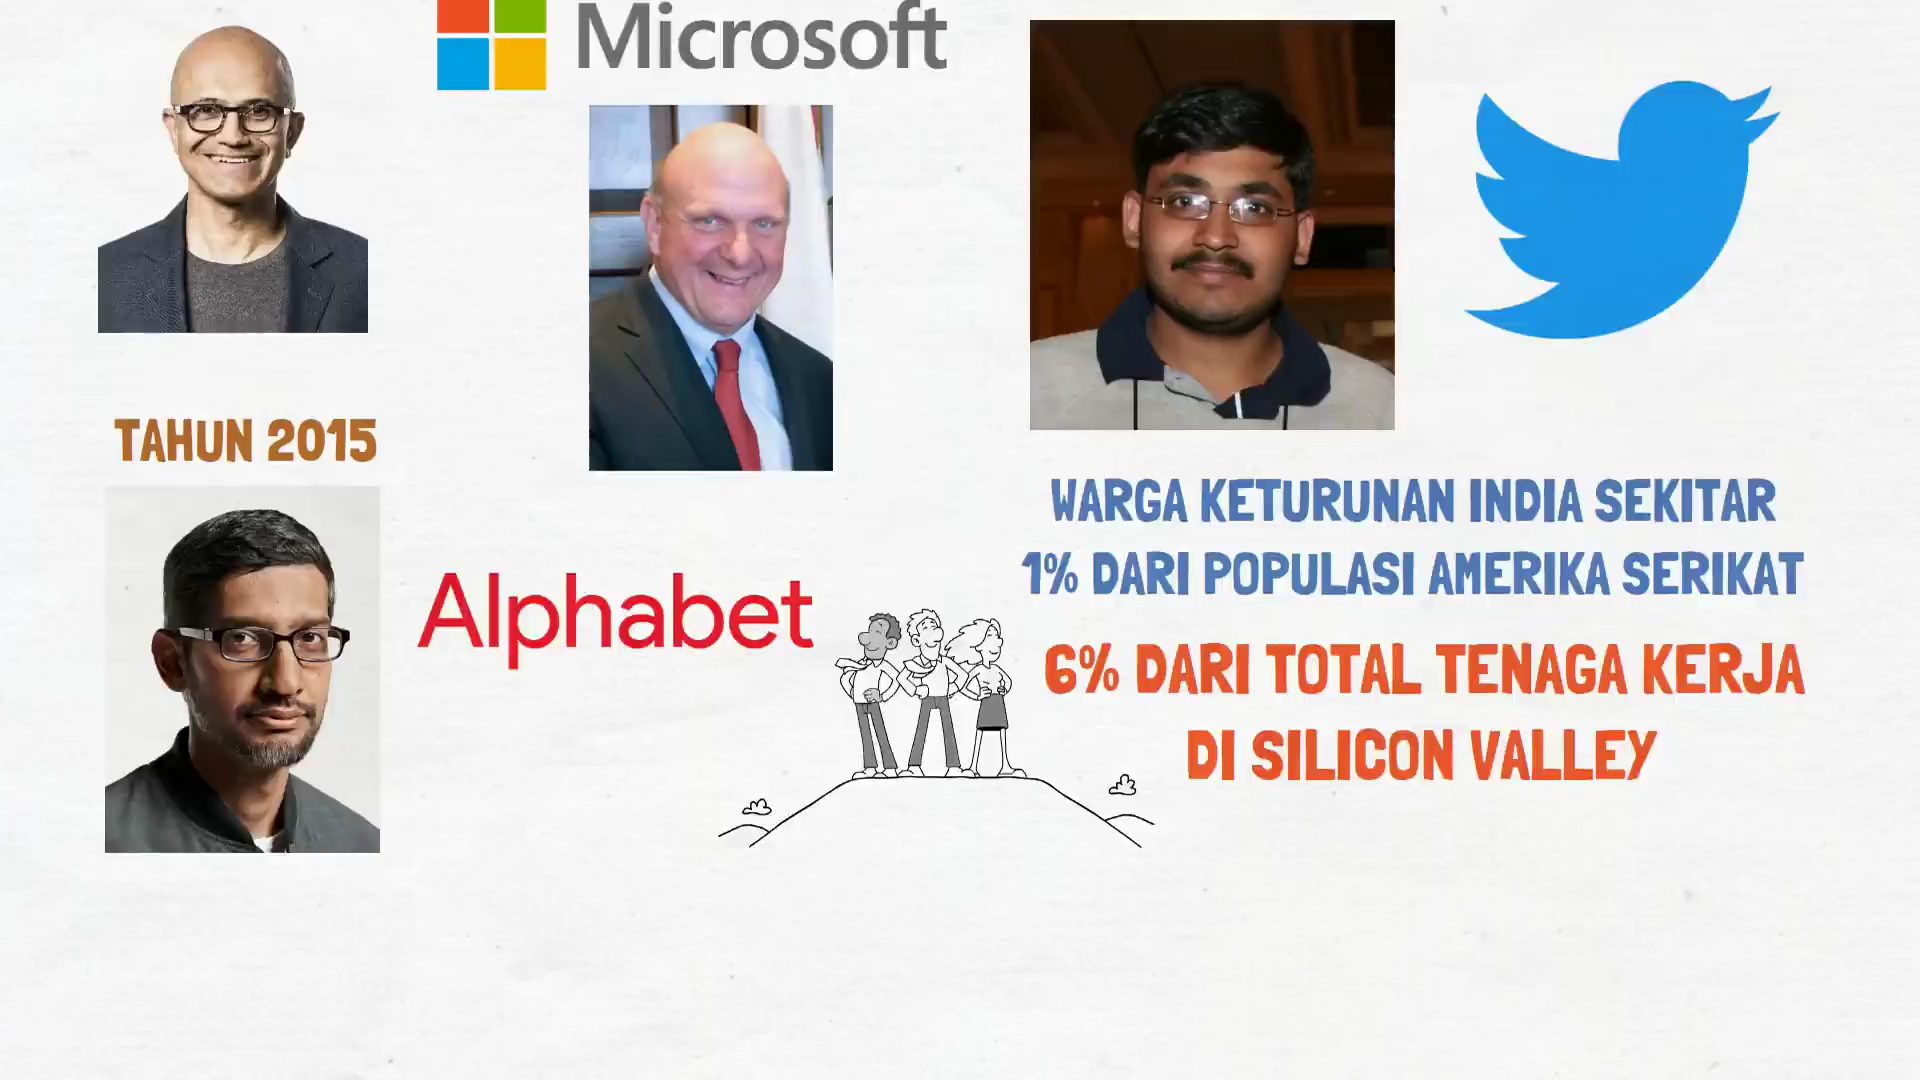 Microsoft
TAHUN 2015
Alphabet
WARGA KETURUNAN INDIA SEKITAR
1% DARI POPULASI AMERIKA SERIKAT
6% DARI TOTAL TENAGA KERJA
DI SILICON VALLEY